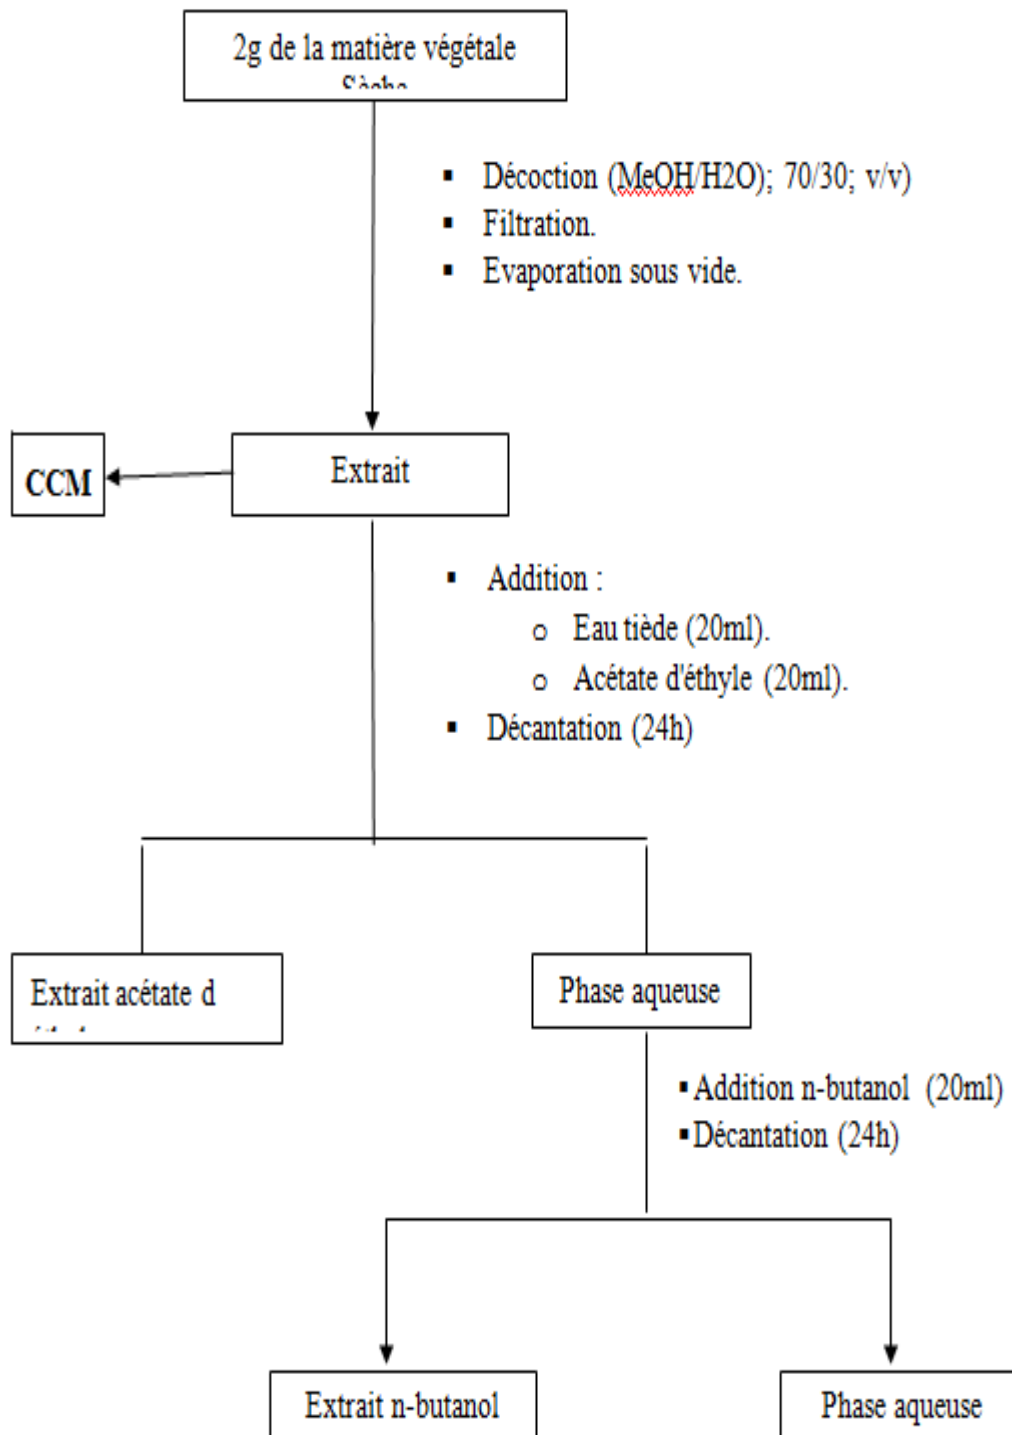 2g de la matière végétale
▪ Décoction (MeOH/H2O); 70/30; v/v)
▪ Filtration.
▪ Evaporation sous vide.
CCM
Extrait
▪ Addition :
o Eau tiède (20ml).
o Acétate d'éthyle (20ml).
▪ Décantation (24h)
Extrait acétate d
Phase aqueuse
▪ Addition n-butanol (20ml)
▪ Décantation (24h)
Extrait n-butanol
Phase aqueuse